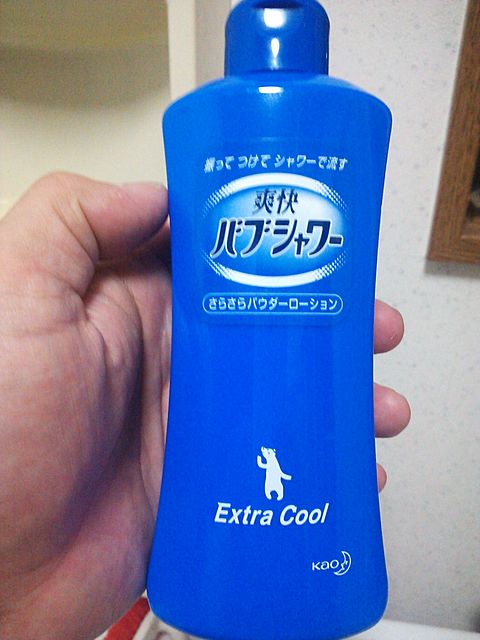 振って つけて シャワーで流す
爽快
バブシャワー
さらさらパウダーローション
Extra Cool
Kao